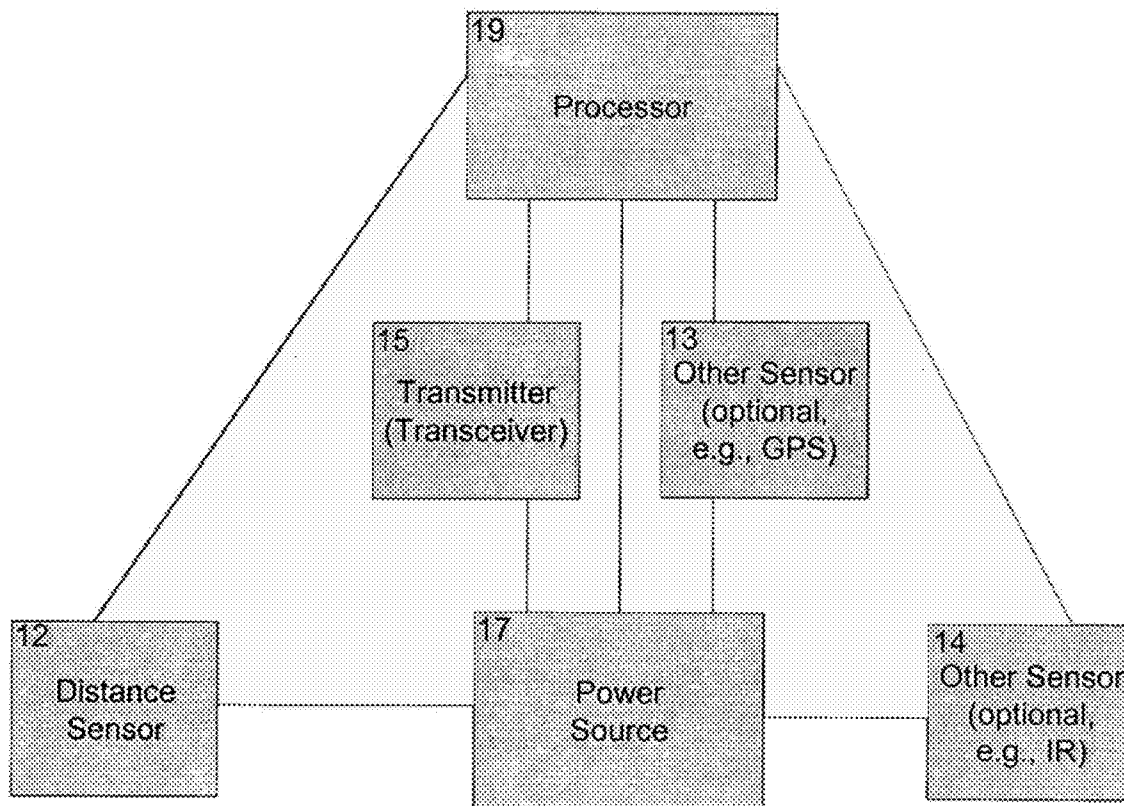 19
Processor
15
Transmitter
(Transceiver)
13
Other Sensor
(optional,
e.g., GPS)
12
Distance
Sensor
17
Power
Source
14
Other Sensor
(optional,
e.g., IR)